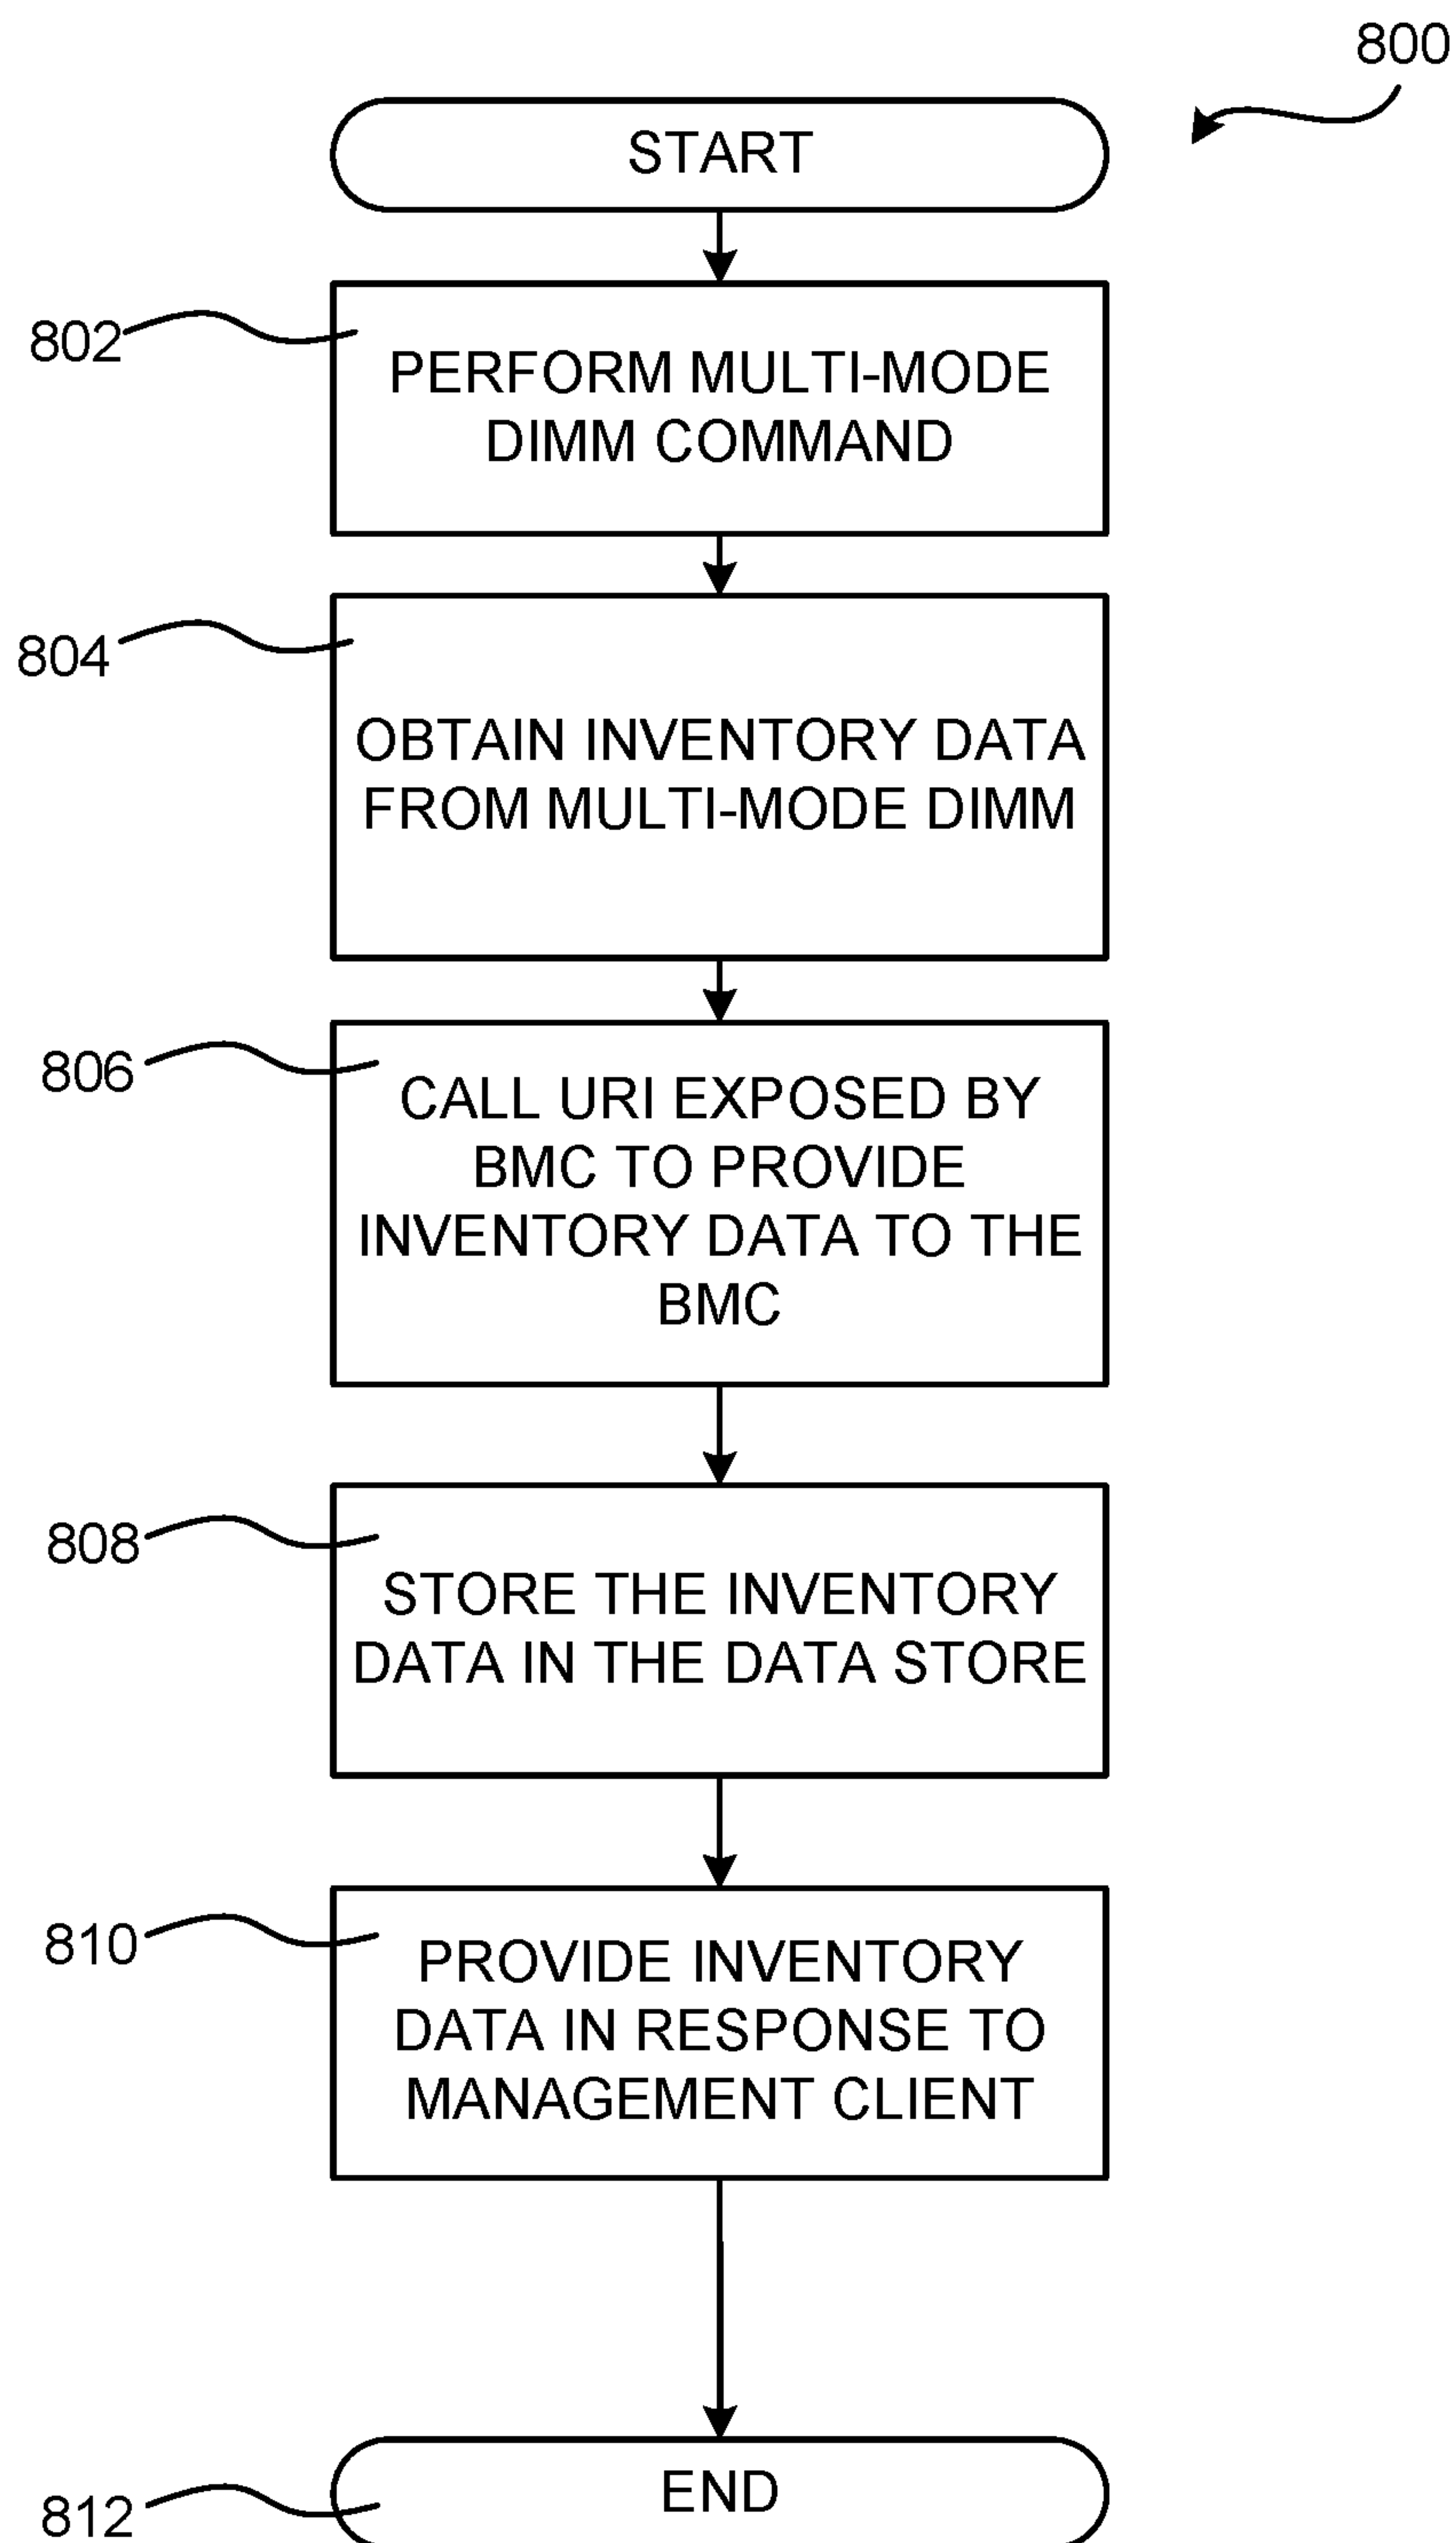 800
START
802
PERFORM MULTI-MODE
DIMM COMMAND
804
OBTAIN INVENTORY DATA
FROM MULTI-MODE DIMM
806
CALL URI EXPOSED BY
BMC TO PROVIDE
INVENTORY DATA TO THE
BMC
808
STORE THE INVENTORY
DATA IN THE DATA STORE
810
PROVIDE INVENTORY
DATA IN RESPONSE TO
MANAGEMENT CLIENT
END
812